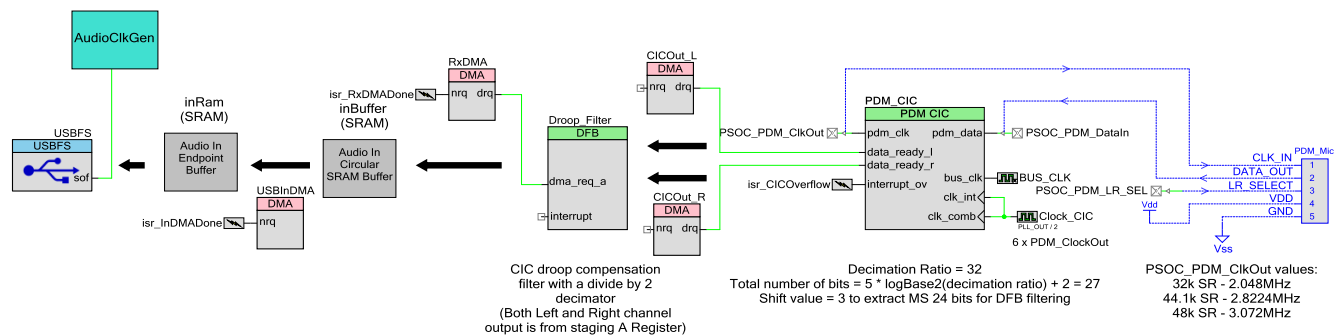 AudioClkGen
USBFS
USBFS
sof
inRam
(SRAM)
Audio In
Endpoint
Buffer
isr_InDMADone
USBInDMA
DMA
nrq
inBuffer
(SRAM)
Audio In
Circular
SRAM Buffer
isr_RxDMADone
RxDMA
DMA
nrq drq
Droop_Filter
DFB
dma_req_a
interrupt
CIC droop compensation
filter with a divide by 2
decimator
(Both Left and Right channel
output is from staging A Register)
CICOut_L
DMA
nrq drq
CICOut_R
DMA
nrq drq
PSOC_PDM_ClkOut
isr_CICOverflow
PDM_CIC
PDM CIC
pdm_clk pdm_data
data_ready_l
data_ready_r
interrupt_ov
bus_clk
clk_int
clk_comb
PSOC_PDM_DataIn
BUS_CLK
Clock_CIC
PLL_OUT / 2
6 x PDM_ClockOut
Decimation Ratio = 32
Total number of bits = 5 * logBase2(decimation ratio) + 2 = 27
Shift value = 3 to extract MS 24 bits for DFB filtering
PSOC_PDM_LR_SEL
Vdd
Vss
PDM_Mic
CLK_IN 1
DATA_OUT 2
LR_SELECT 3
VDD 4
GND 5
PSOC_PDM_ClkOut values:
32k SR - 2.048MHz
44.1k SR - 2.8224MHz
48k SR - 3.072MHz